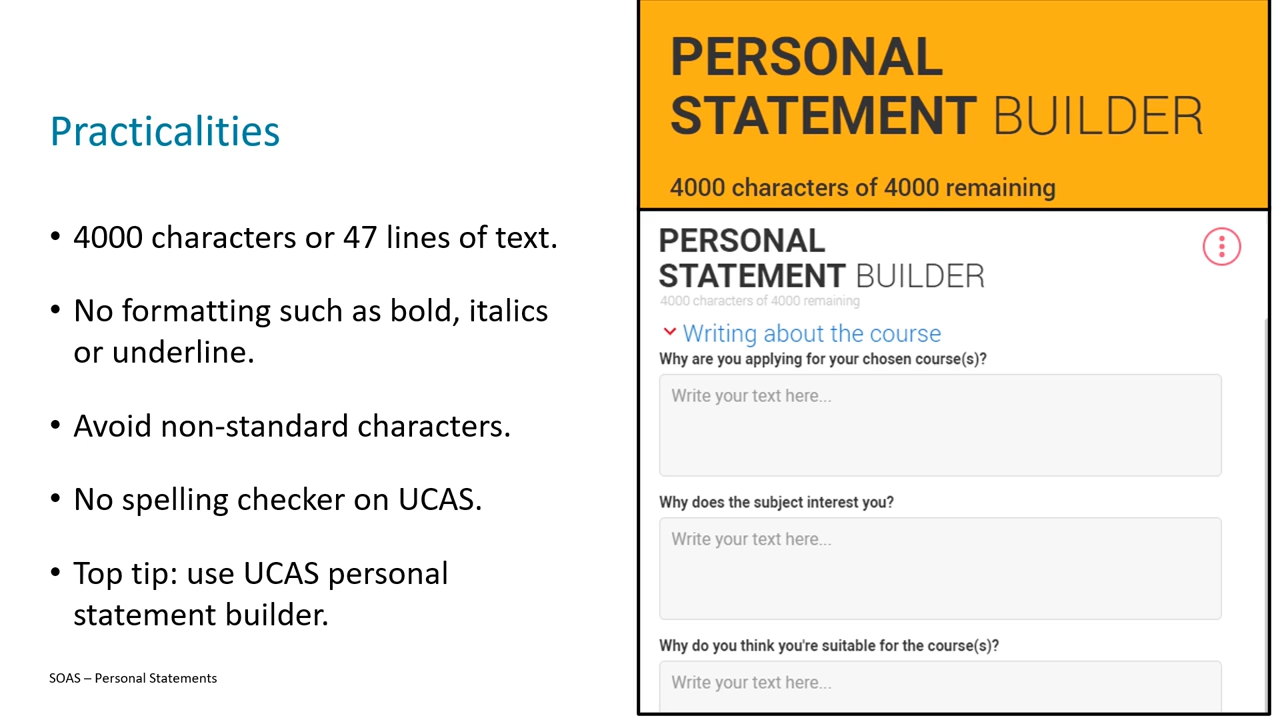 Practicalities
• 4000 characters or 47 lines of text.
• No formatting such as bold, italics
or underline.
• Avoid non-standard characters.
• No spelling checker on UCAS.
• Top tip: use UCAS personal
statement builder.
SOAS – Personal Statements
PERSONAL
STATEMENT BUILDER
4000 characters of 4000 remaining
PERSONAL
STATEMENT BUILDER
4000 characters of 4000 remaining
Writing about the course
Why are you applying for your chosen course(s)?
Write your text here...
Why does the subject interest you?
Write your text here...
Why do you think you're suitable for the course(s)?
Write your text here...